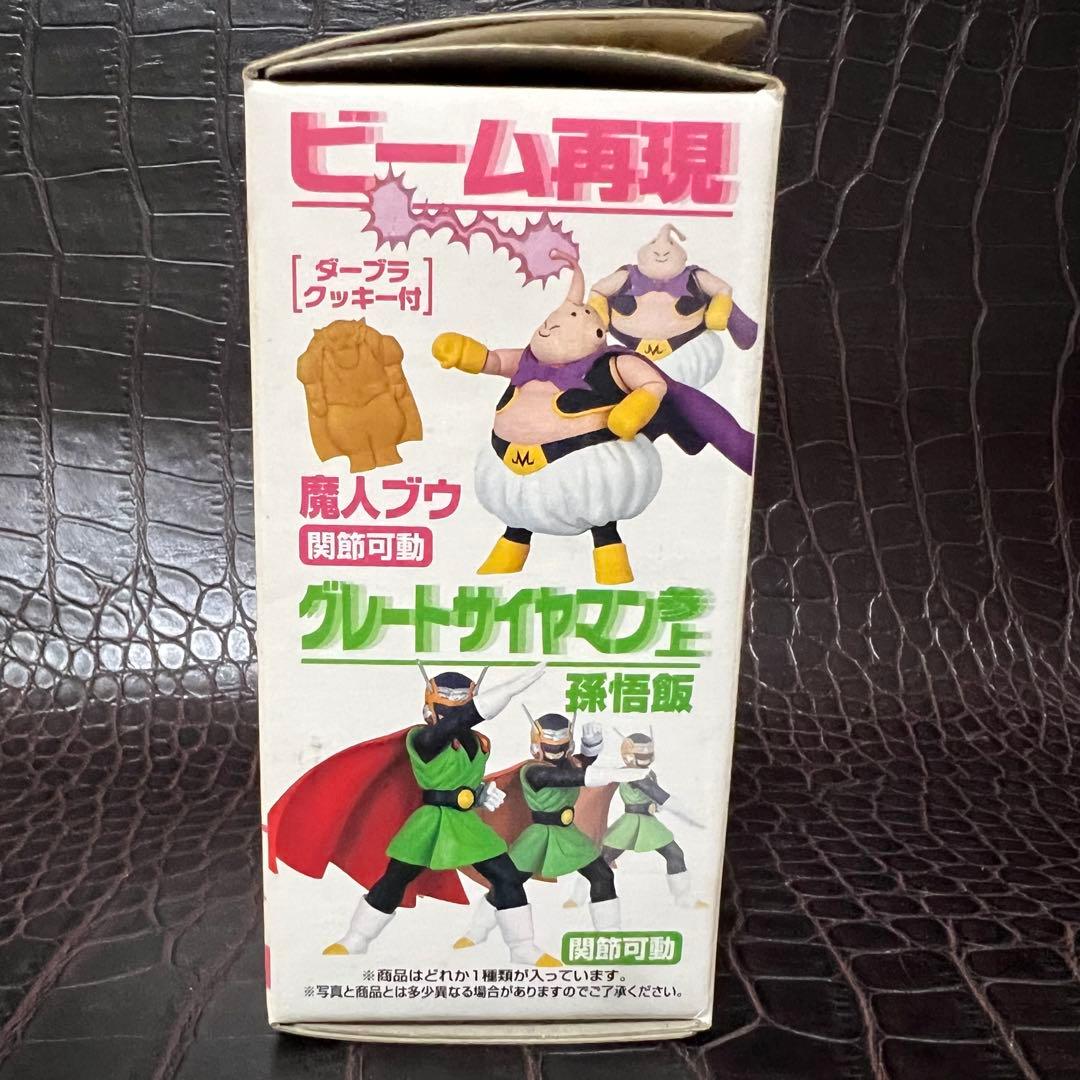 ビーム再現
[ダーブラ
クッキー付]
M
M
魔人ブウ
関節可動
グレートサイヤマン参上
孫悟飯
関節可動
※商品はどれか1種類が入っています。
※写真と商品とは多少異なる場合がありますのでご了承ください。